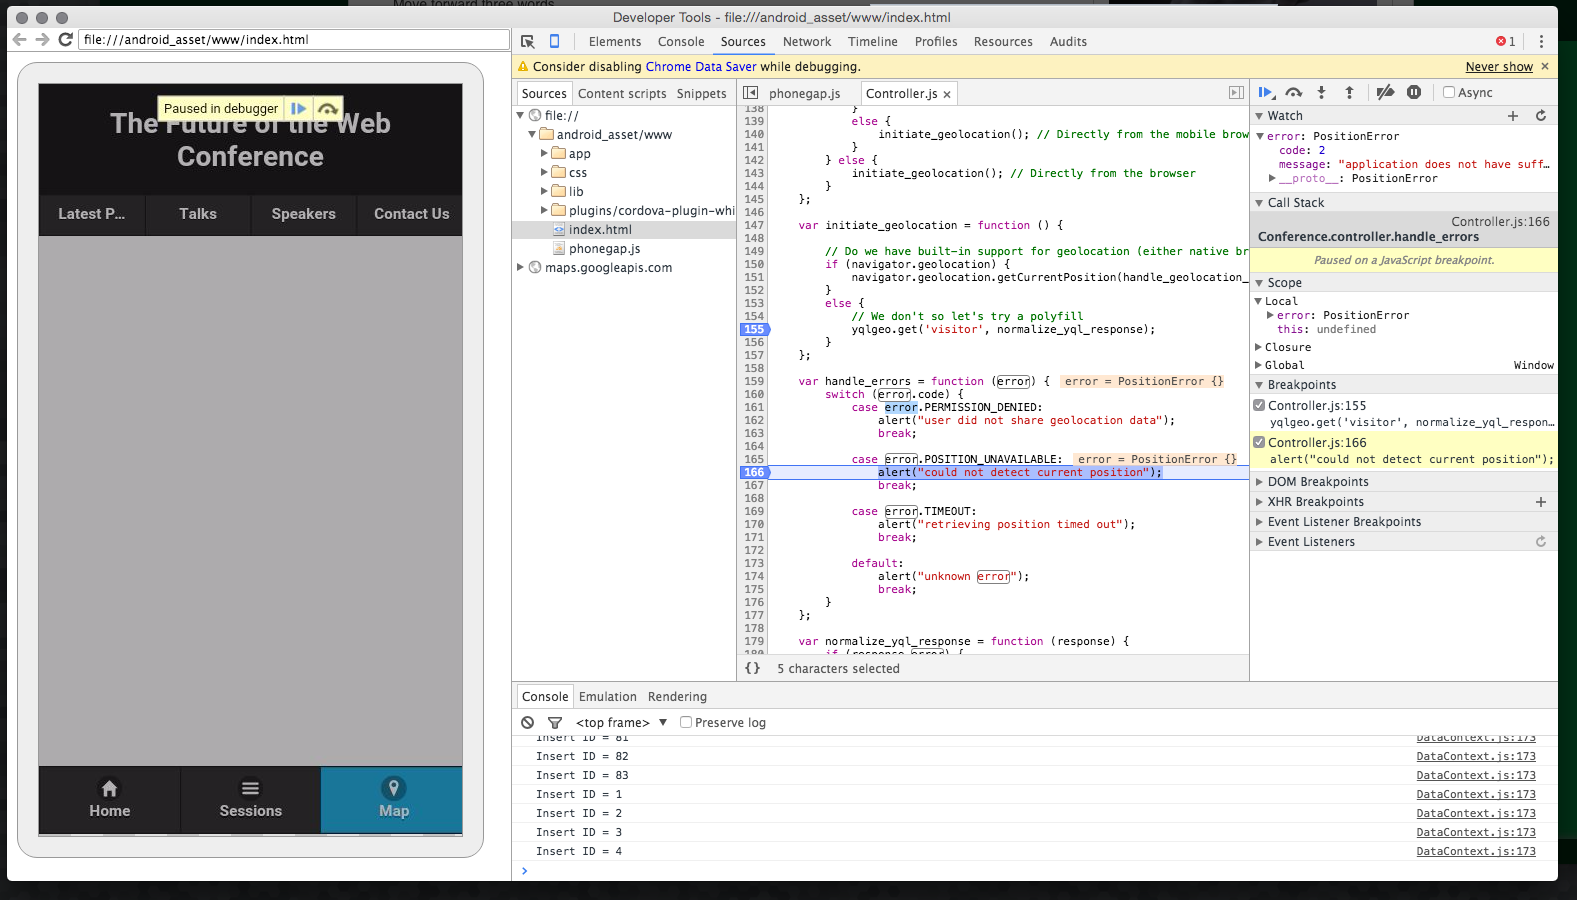 Move forward three words
Developer Tools - file:///android_asset/www/index.html
file:///android_asset/www/index.html
Elements Console Sources Network Timeline Profiles Resources Audits 1
Consider disabling Chrome Data Saver while debugging. Never show
Paused in debugger
The Future of the Web
Conference
Latest P... Talks Speakers Contact Us
Home Sessions Map
Sources Content scripts Snippets
file://
android_asset/www
app
css
lib
plugins/cordova-plugin-whi
index.html
phonegap.js
maps.googleapis.com
phonegap.js Controller.js
138 }
139 else {
140 initiate_geolocation(); // Directly from the mobile brow
141 }
142 } else {
143 initiate_geolocation(); // Directly from the browser
144 }
145 };
146
147 var initiate_geolocation = function () {
148
149 // Do we have built-in support for geolocation (either native br
150 if (navigator.geolocation) {
151 navigator.geolocation.getCurrentPosition(handle_geolocation_
152 }
153 else {
154 // We don't so let's try a polyfill
155 yqlgeo.get('visitor', normalize_yql_response);
156 }
157 };
158
159 var handle_errors = function (error) { error = PositionError {}
160 switch (error.code) {
161 case error.PERMISSION_DENIED:
162 alert("user did not share geolocation data");
163 break;
164
165 case error.POSITION_UNAVAILABLE: error = PositionError {}
166 alert("could not detect current position");
167 break;
168
169 case error.TIMEOUT:
170 alert("retrieving position timed out");
171 break;
172
173 default:
174 alert("unknown error");
175 break;
176 }
177 };
178
179 var normalize_yql_response = function (response) {
180 if (response.error) {
{} 5 characters selected
Async
Watch
error: PositionError
code: 2
message: "application does not have suff…
__proto__: PositionError
Call Stack
Controller.js:166
Conference.controller.handle_errors
Paused on a JavaScript breakpoint.
Scope
Local
error: PositionError
this: undefined
Closure
Global Window
Breakpoints
Controller.js:155
yqlgeo.get('visitor', normalize_yql_respon…
Controller.js:166
alert("could not detect current position");
DOM Breakpoints
XHR Breakpoints
Event Listener Breakpoints
Event Listeners
Console Emulation Rendering
<top frame> Preserve log
Insert ID = 81 DataContext.js:173
Insert ID = 82 DataContext.js:173
Insert ID = 83 DataContext.js:173
Insert ID = 1 DataContext.js:173
Insert ID = 2 DataContext.js:173
Insert ID = 3 DataContext.js:173
Insert ID = 4 DataContext.js:173
>